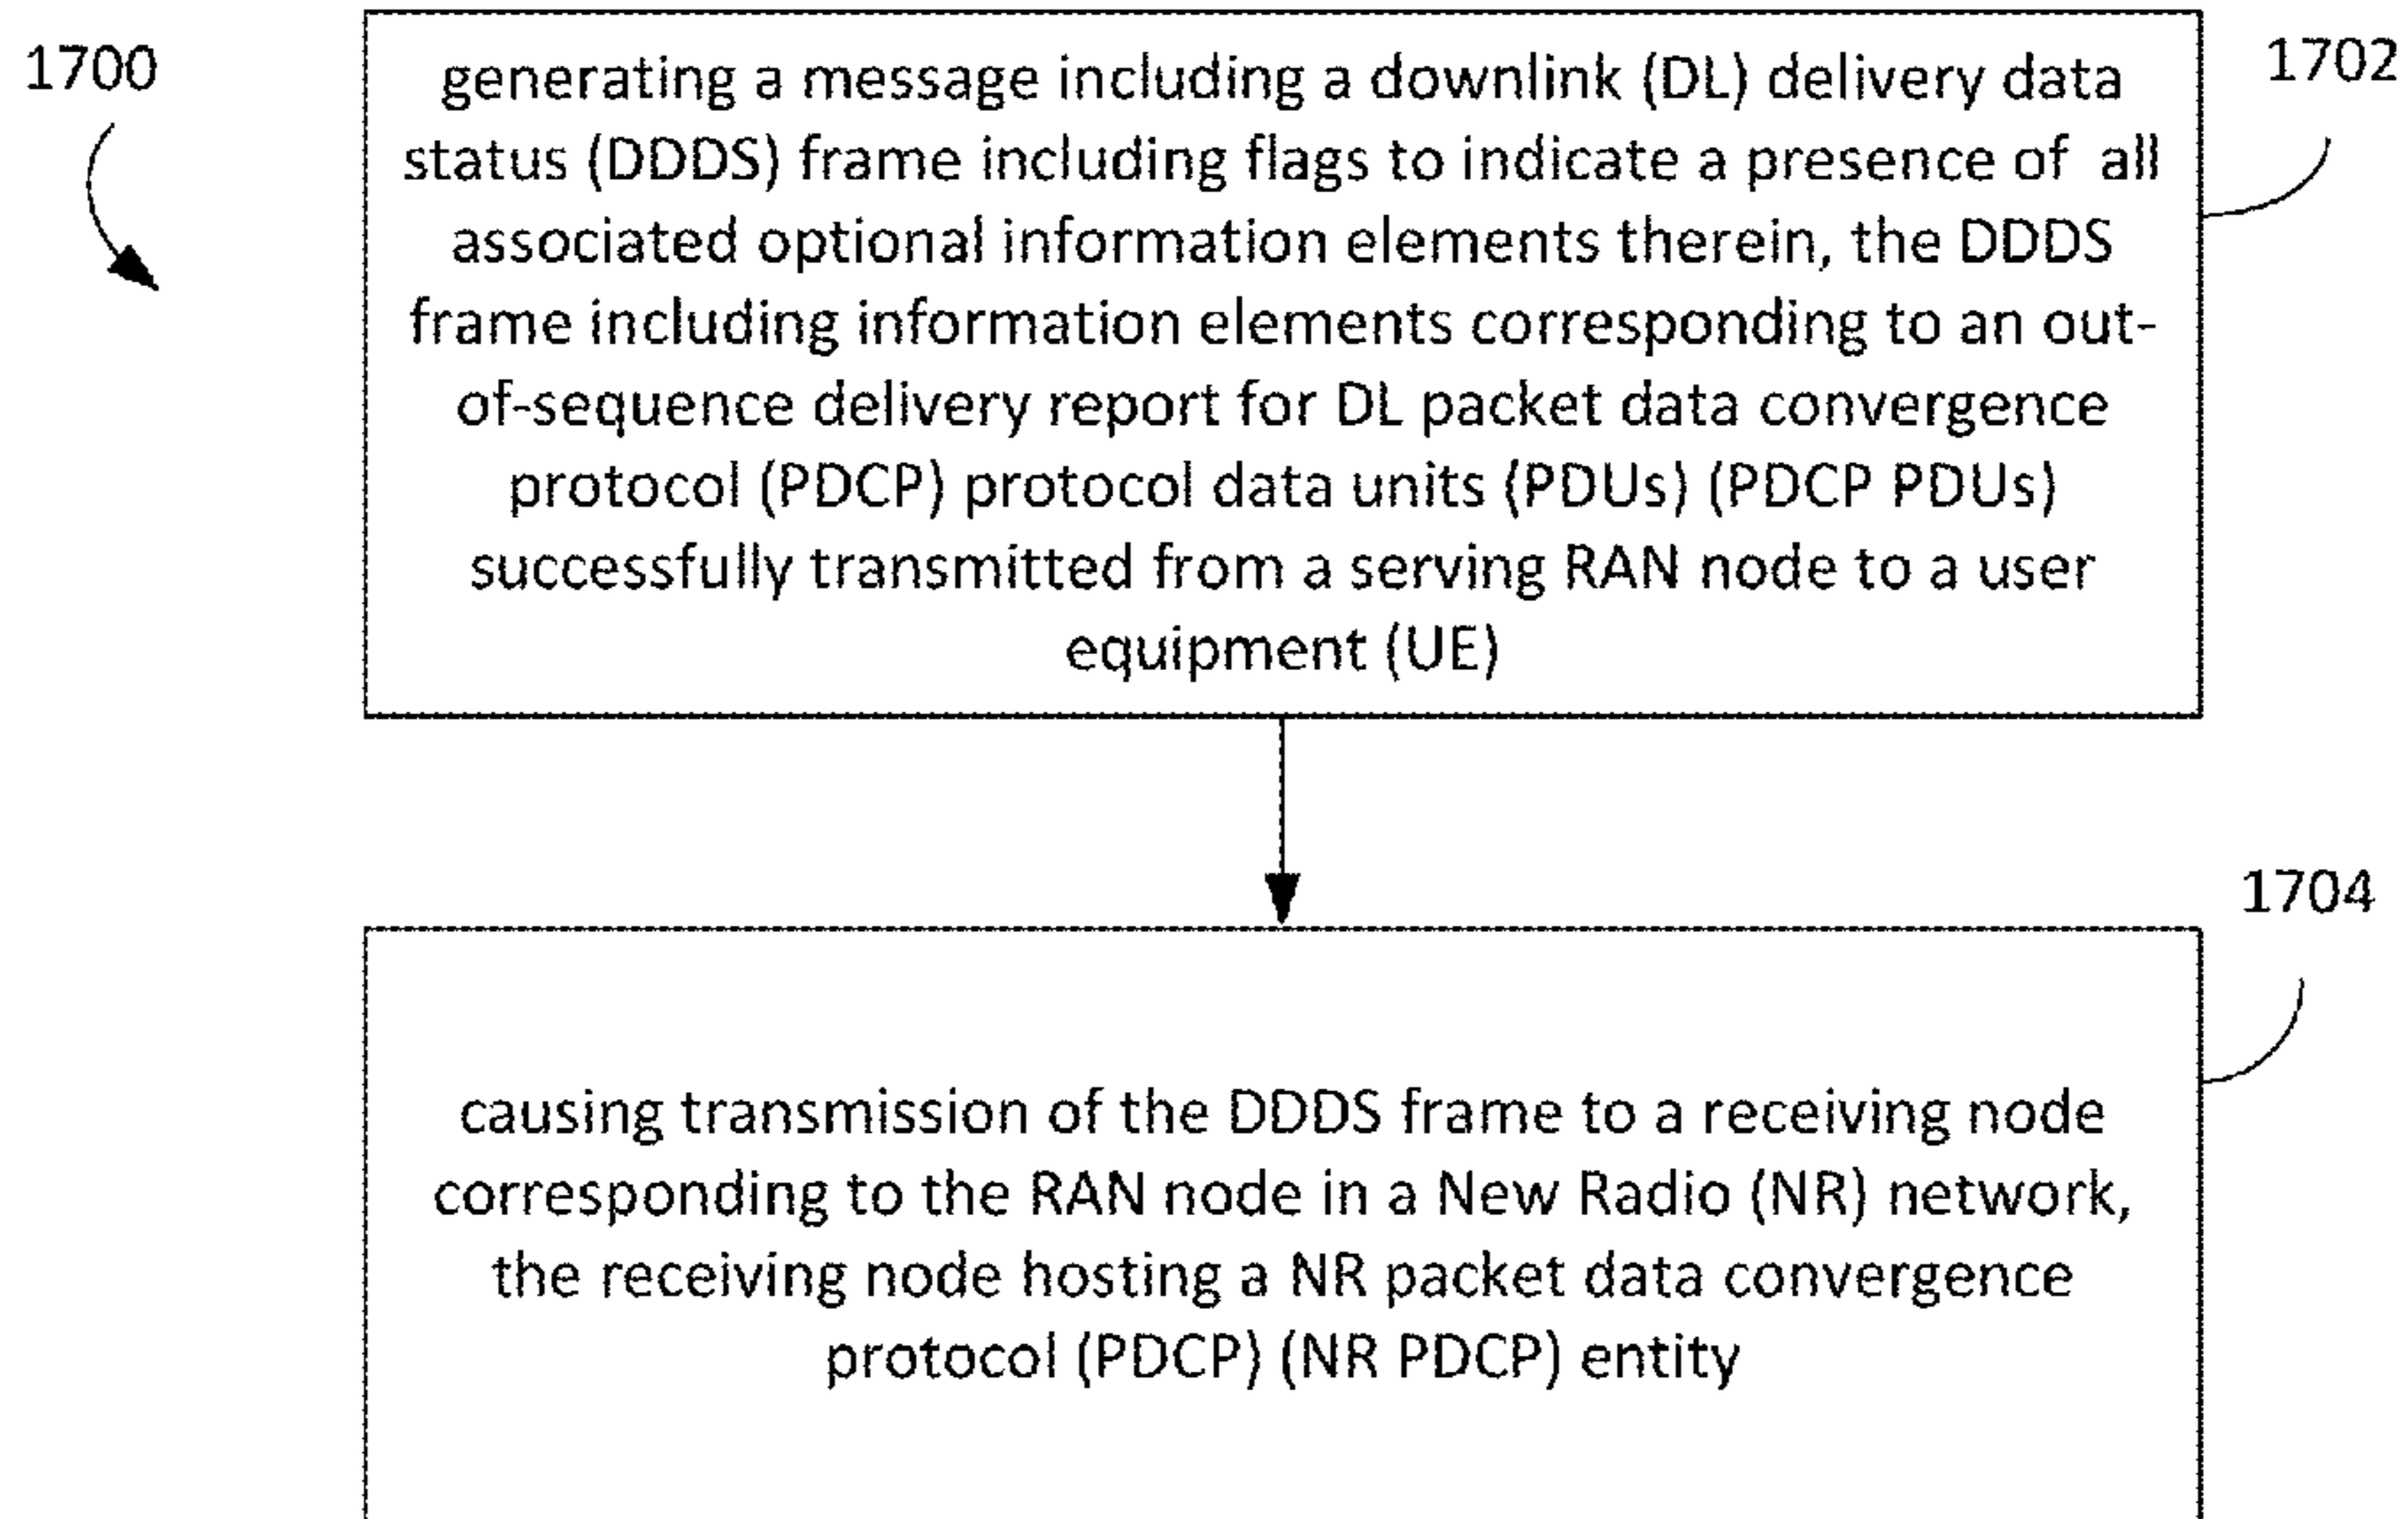 1700
generating a message including a downlink (DL) delivery data
status (DDDS) frame including flags to indicate a presence of all
associated optional information elements therein, the DDDS
frame including information elements corresponding to an out-
of-sequence delivery report for DL packet data convergence
protocol (PDCP) protocol data units (PDUs) (PDCP PDUs)
successfully transmitted from a serving RAN node to a user
equipment (UE)
1702
1704
causing transmission of the DDDS frame to a receiving node
corresponding to the RAN node in a New Radio (NR) network,
the receiving node hosting a NR packet data convergence
protocol (PDCP) (NR PDCP) entity